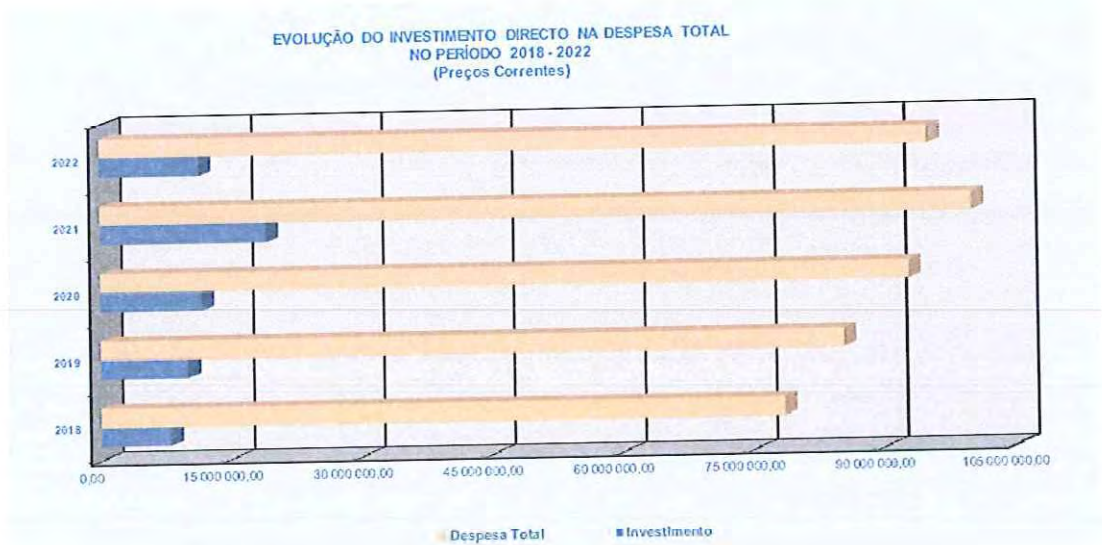 EVOLUÇÃO DO INVESTIMENTO DIRECTO NA DESPESA TOTAL
NO PERÍODO 2018 - 2022
(Preços Correntes)
2022
2021
2020
2019
2018
0,00 15 000 000,00 30 000 000,00 45 000 000,00 60 000 000,00 75 000 000,00 90 000 000,00 105 000 000,00
Despesa Total Investimento